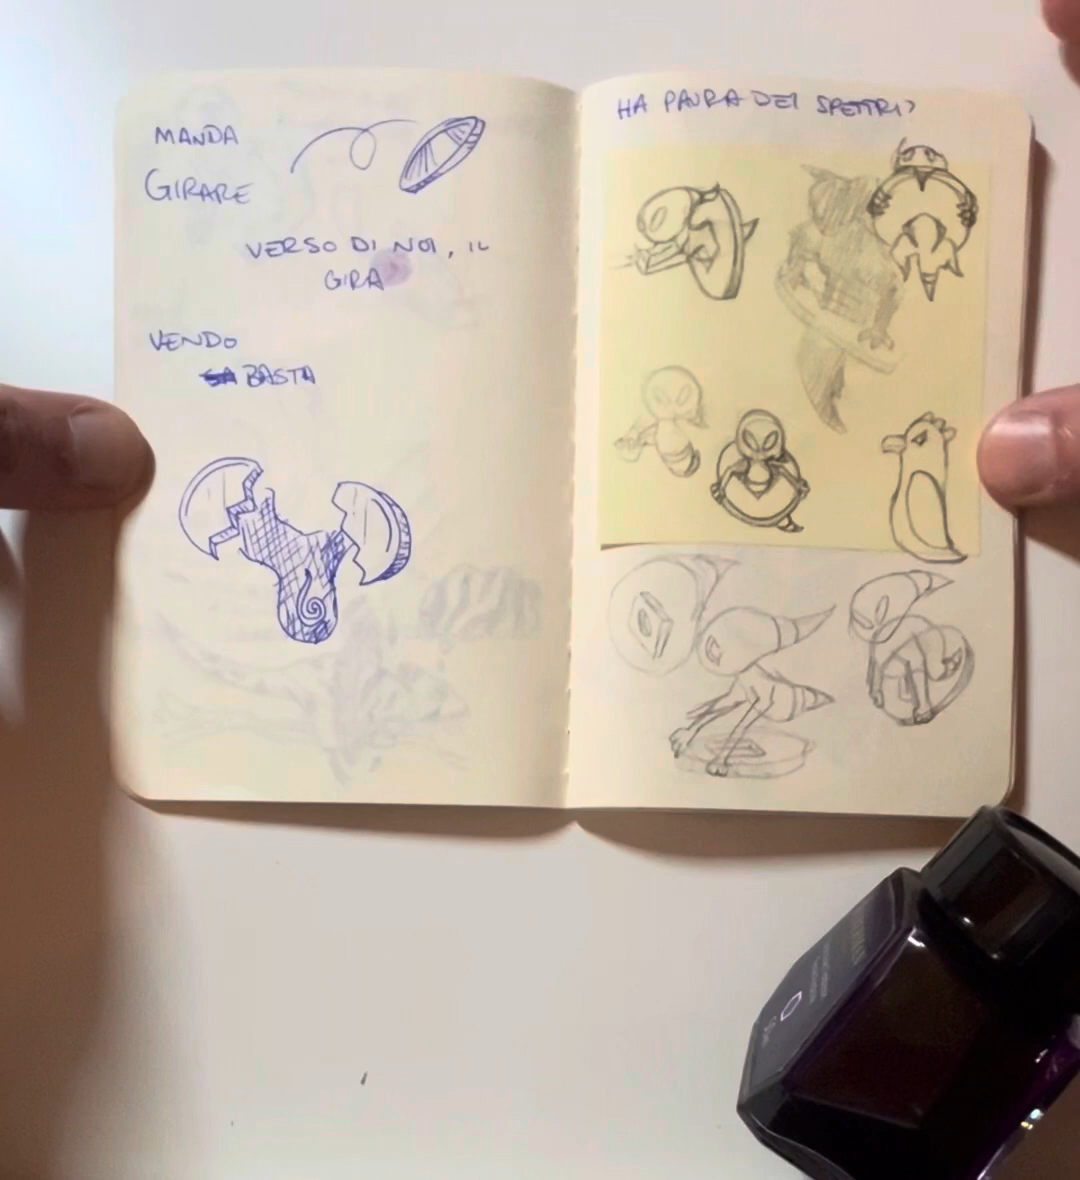 MANDA
GIRARE
VERSO DI NOI, IL
GIRA
VENDO
BASTA
HA PAURA DEI SPETTRI?